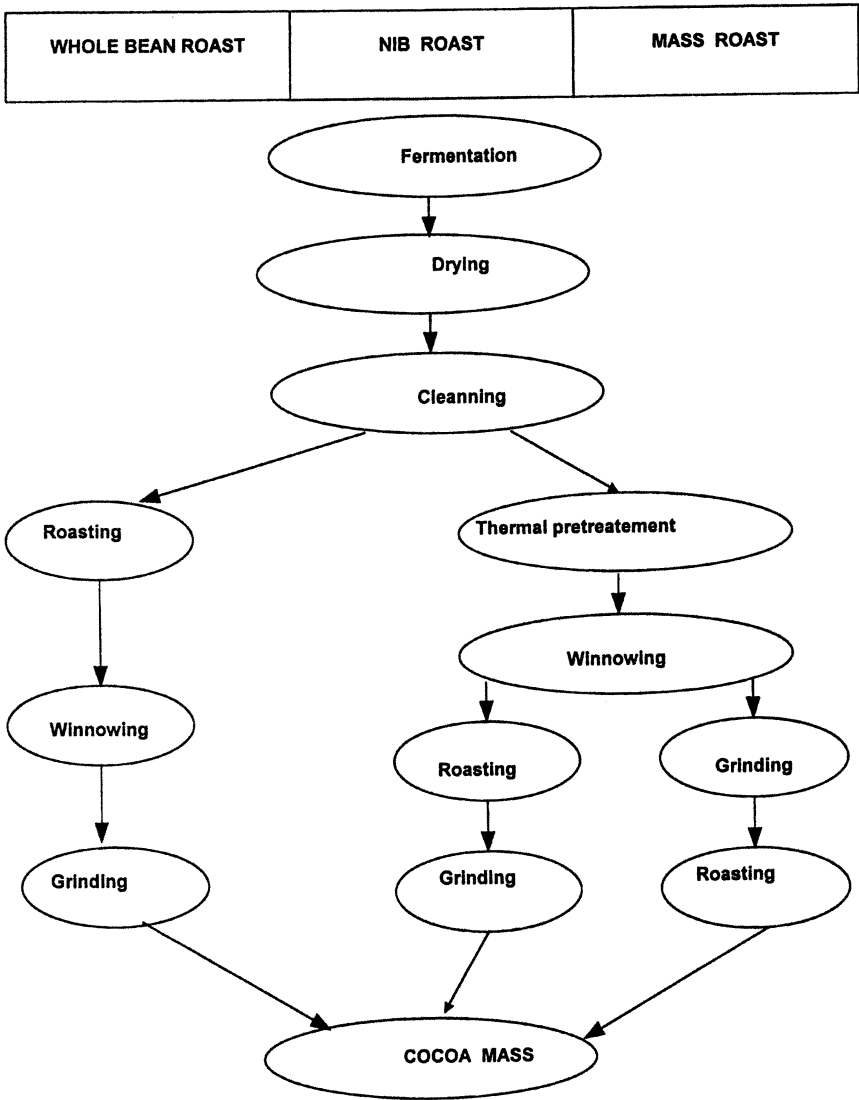 WHOLE BEAN ROAST
NIB ROAST
MASS ROAST
Fermentation
Drying
Cleanning
Roasting
Thermal pretreatement
Winnowing
Winnowing
Roasting
Grinding
Grinding
Grinding
Roasting
COCOA MASS